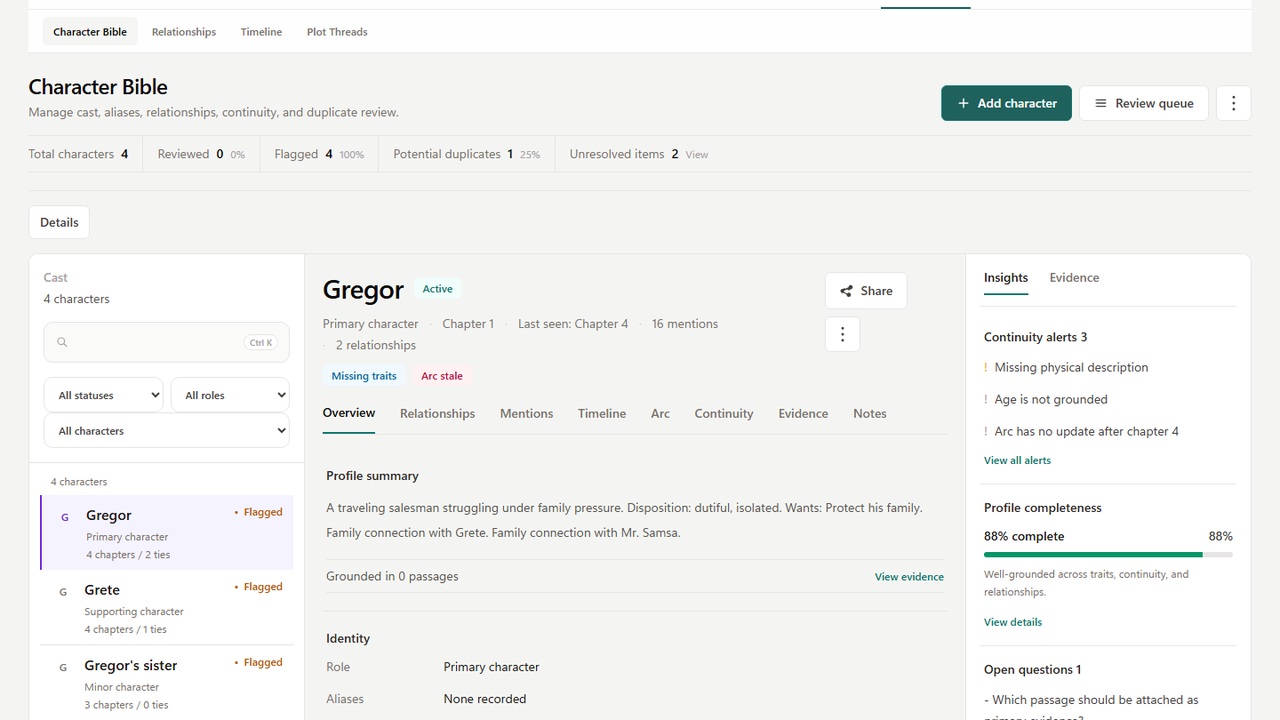 Character Bible Relationships Timeline Plot Threads
Character Bible
Manage cast, aliases, relationships, continuity, and duplicate review.
Add character Review queue
Total characters 4 Reviewed 0 0% Flagged 4 100% Potential duplicates 1 25% Unresolved items 2 View
Details
Cast
4 characters
Ctrl K
All statuses All roles
All characters
4 characters
G Gregor • Flagged
Primary character
4 chapters / 2 ties
G Grete • Flagged
Supporting character
4 chapters / 1 ties
G Gregor's sister • Flagged
Minor character
3 chapters / 0 ties
Gregor Active
Share
Primary character · Chapter 1 · Last seen: Chapter 4 · 16 mentions
· 2 relationships
Missing traits Arc stale
Overview Relationships Mentions Timeline Arc Continuity Evidence Notes
Profile summary
A traveling salesman struggling under family pressure. Disposition: dutiful, isolated. Wants: Protect his family.
Family connection with Grete. Family connection with Mr. Samsa.
Grounded in 0 passages View evidence
Identity
Role Primary character
Aliases None recorded
Insights Evidence
Continuity alerts 3
! Missing physical description
! Age is not grounded
! Arc has no update after chapter 4
View all alerts
Profile completeness
88% complete 88%
Well-grounded across traits, continuity, and
relationships.
View details
Open questions 1
- Which passage should be attached as
primary evidence?